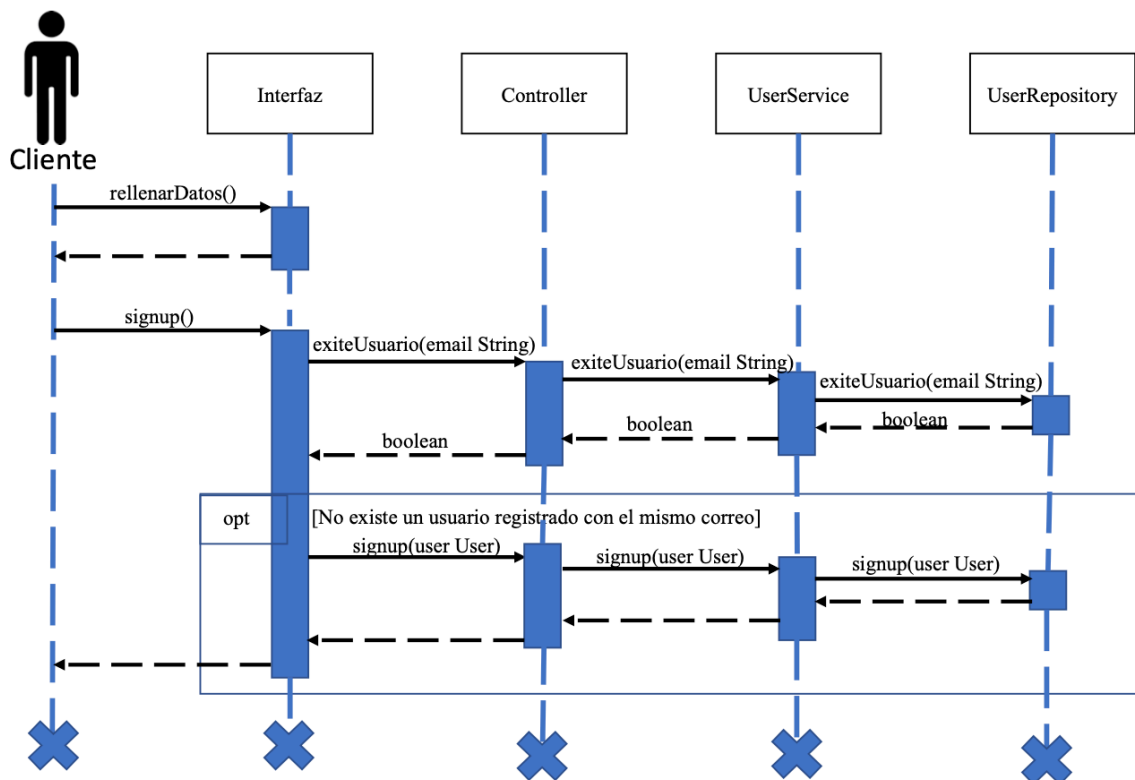 Cliente
Interfaz
Controller
UserService
UserRepository
rellenarDatos()
signup()
exiteUsuario(email String)
exiteUsuario(email String)
exiteUsuario(email String)
boolean
boolean
boolean
opt
[No existe un usuario registrado con el mismo correo]
signup(user User)
signup(user User)
signup(user User)